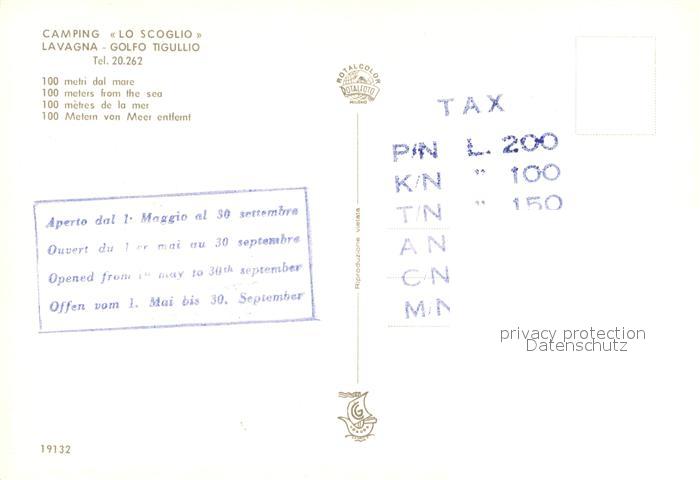 CAMPING « LO SCOGLIO »
LAVAGNA - GOLFO TIGULLIO
Tel. 20.262
100 metri dal mare
100 meters from the sea
100 mètres de la mer
100 Metern von Meer entfernt
Aperto dal 1· Maggio al 30 settembre
Ouvert du 1 er mai au 30 septembre
Opened from may to 30th september
Offen vom 1. Mai bis 30. September
19132
ROTALCOLOR
ROTALFOTO
MILANO
Riproduzione vietata
TAX
P/N L. 200
K/N " 100
T/N " 150
A N
C/N
M/N
privacy protection
Datenschutz